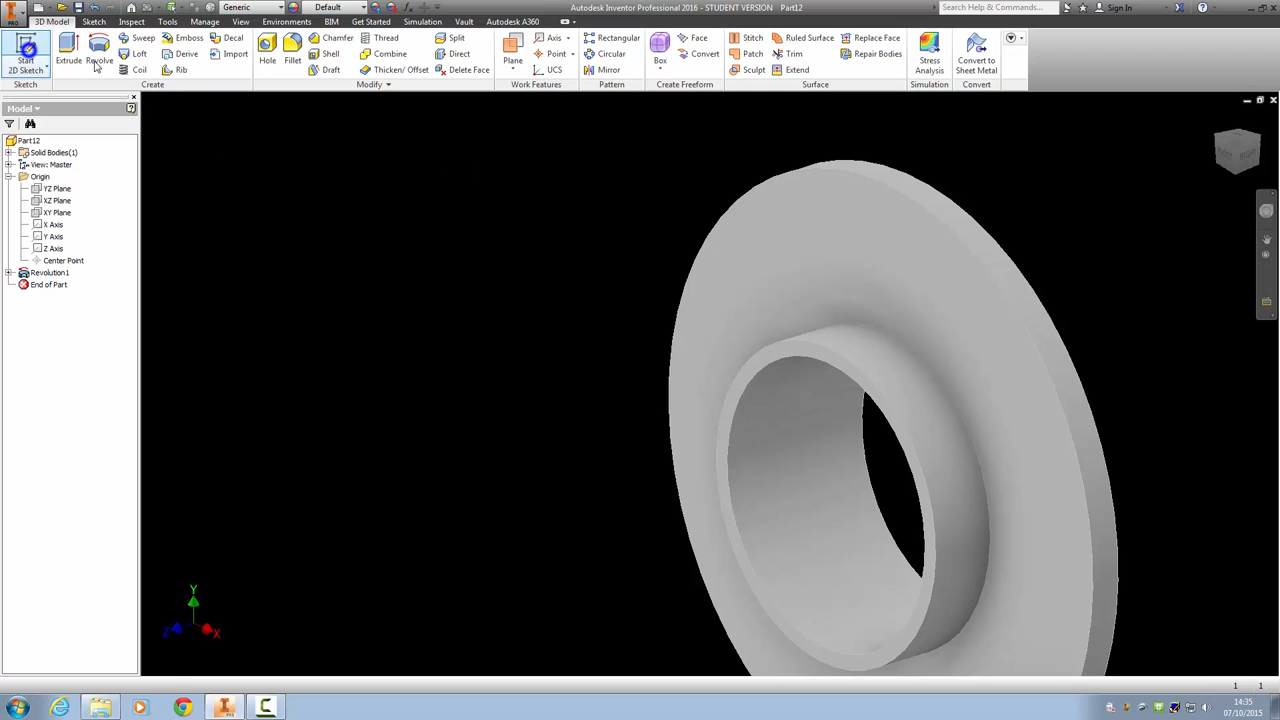 Generic
Default
Autodesk Inventor Professional 2016 - STUDENT VERSION Part12
Search Help & Commands...
Sign In
PRO
3D Model
Sketch
Inspect
Tools
Manage
View
Environments
BIM
Get Started
Simulation
Vault
Autodesk A360
Start
2D Sketch
Extrude
Revolve
Sweep
Emboss
Decal
Loft
Derive
Import
Coil
Rib
Hole
Fillet
Chamfer
Thread
Split
Shell
Combine
Direct
Draft
Thicken/ Offset
Delete Face
Plane
Axis
Point
UCS
Rectangular
Circular
Mirror
Box
Face
Convert
Stitch
Ruled Surface
Replace Face
Patch
Trim
Repair Bodies
Sculpt
Extend
Stress
Analysis
Convert to
Sheet Metal
Sketch
Create
Modify
Work Features
Pattern
Create Freeform
Surface
Simulation
Convert
Model
Part12
Solid Bodies(1)
View: Master
Origin
YZ Plane
XZ Plane
XY Plane
X Axis
Y Axis
Z Axis
Center Point
Revolution1
End of Part
RIGHT
Y
Z
X
1 1
PRO
14:35
07/10/2015